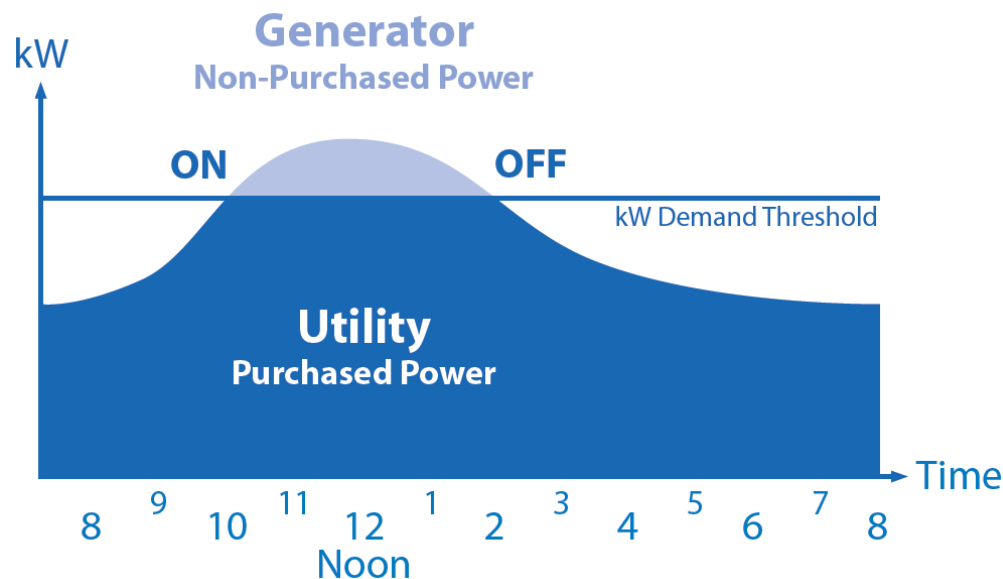 Generator
Non-Purchased Power
kW
ON
OFF
kW Demand Threshold
Utility
Purchased Power
Time
8 9 10 11 12 1 2 3 4 5 6 7 8
Noon